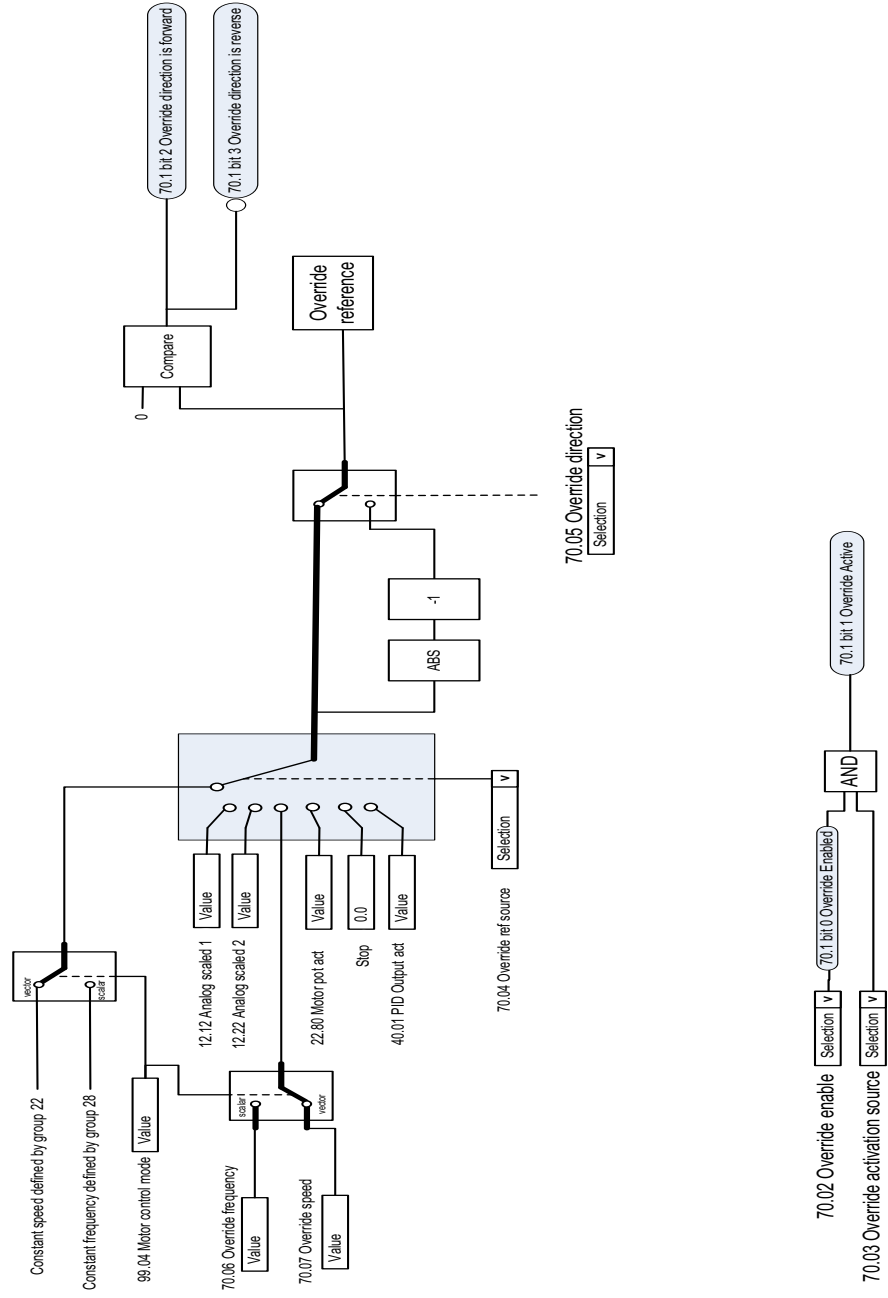 Constant speed defined by group 22
vector
Constant frequency defined by group 28
scalar
99.04 Motor control mode
Value
70.06 Override frequency
Value
scalar
70.07 Override speed
Value
vector
12.12 Analog scaled 1
Value
12.22 Analog scaled 2
Value
22.80 Motor pot act
Value
Stop
0.0
40.01 PID Output act
Value
70.04 Override ref source
Selection
v
ABS
-1
70.05 Override direction
Selection
v
0
Compare
Override
reference
70.1 bit 2 Override direction is forward
70.1 bit 3 Override direction is reverse
70.02 Override enable
Selection
v
70.1 bit 0 Override Enabled
70.03 Override activation source
Selection
v
AND
70.1 bit 1 Override Active